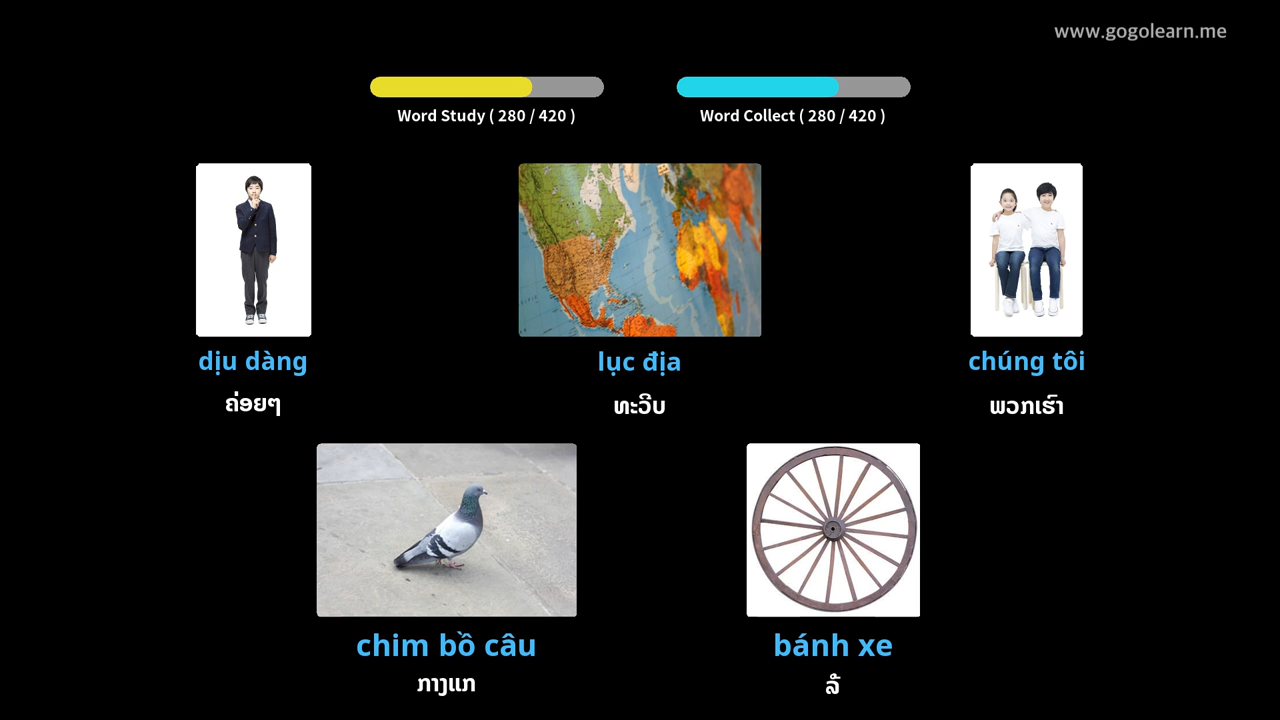 www.gogolearn.me
Word Study ( 280 / 420 )
Word Collect ( 280 / 420 )
dịu dàng
lục địa
chúng tôi
ຄ່ອຍໆ
ທະວີບ
ພວກເຮົາ
chim bồ câu
bánh xe
ກາງແກ
ລໍ້